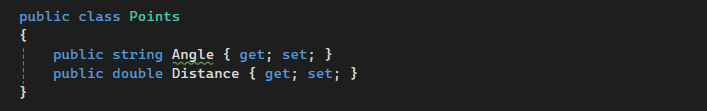 public class Points
{
public string Angle { get; set; }
public double Distance { get; set; }
}